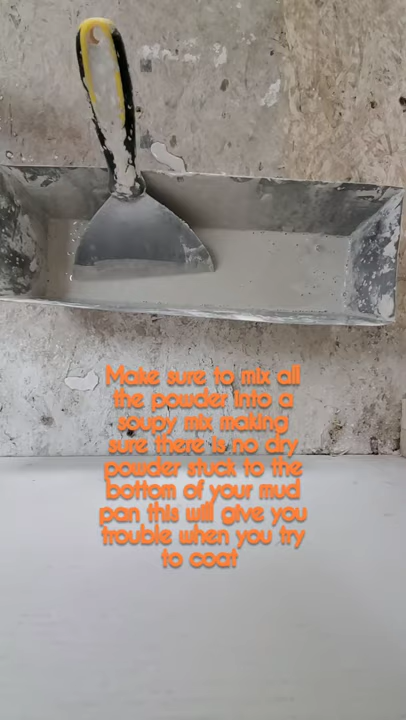 Make sure to mix all
the powder into a
soupy mix making
sure there is no dry
powder stuck to the
bottom of your mud
pan this will give you
trouble when you try
to coat